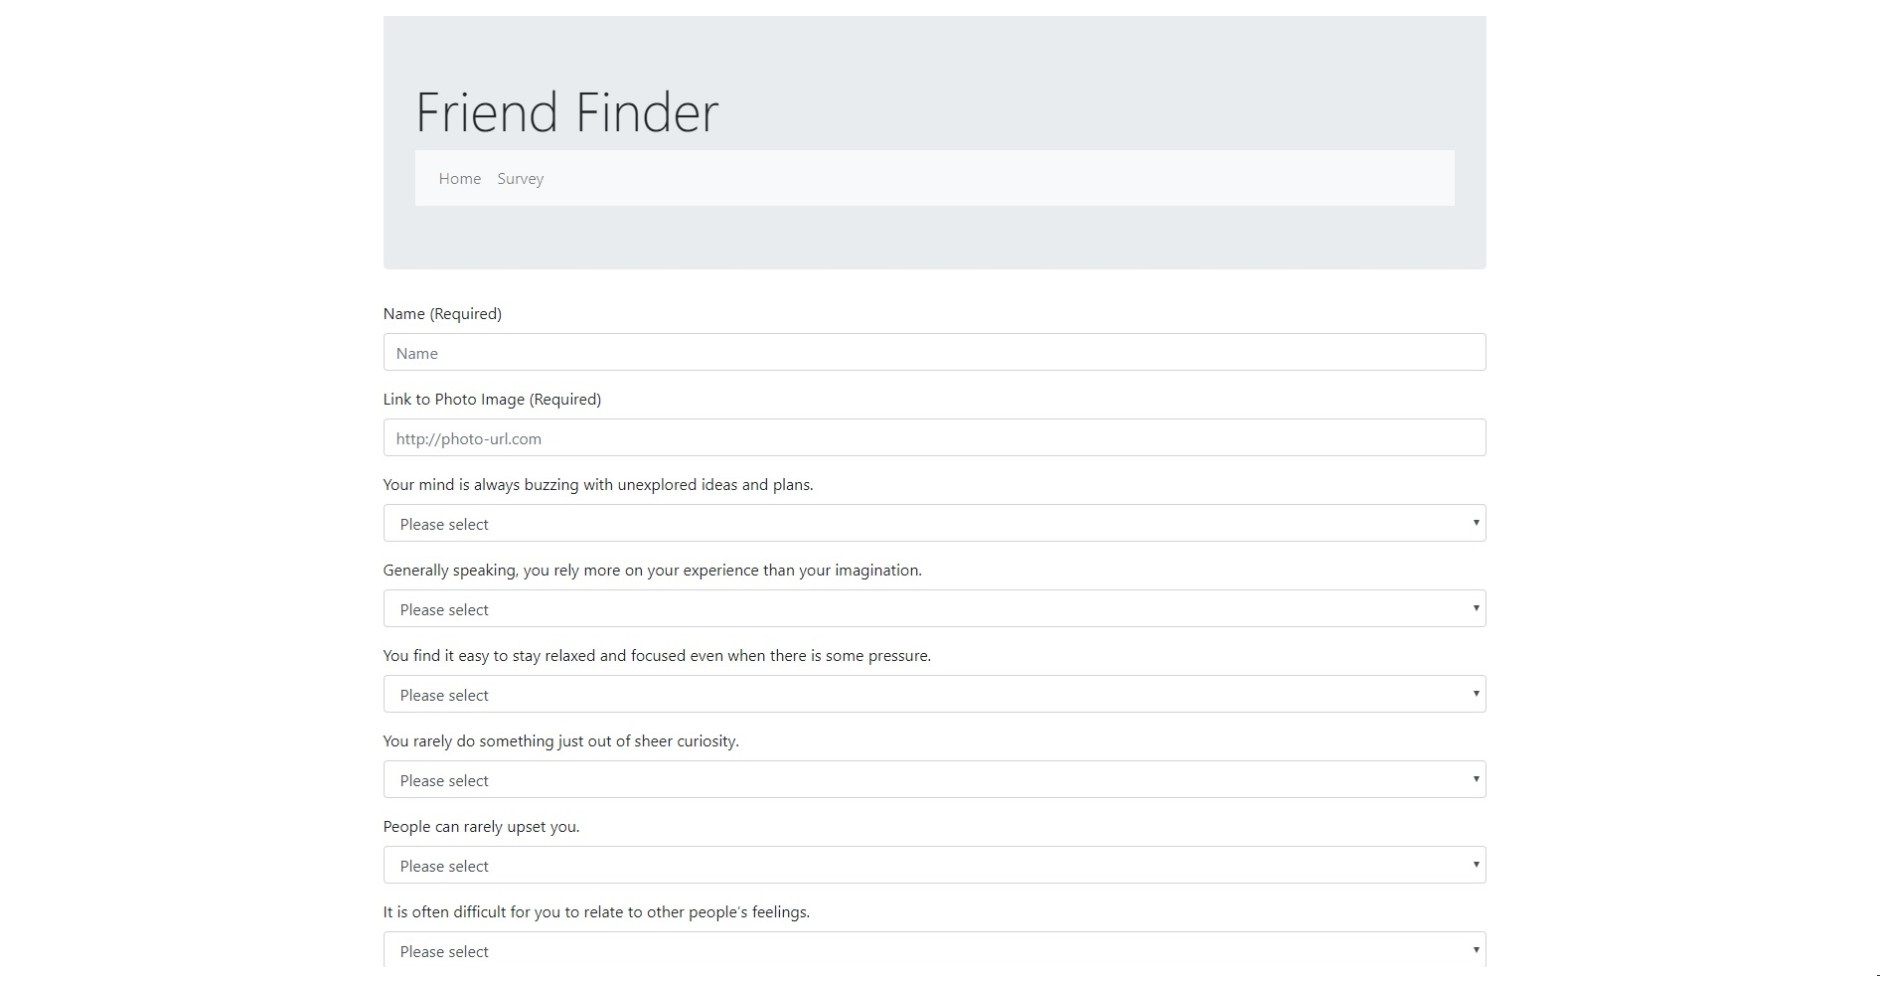 Friend Finder
Home Survey
Name (Required)
Name
Link to Photo Image (Required)
http://photo-url.com
Your mind is always buzzing with unexplored ideas and plans.
Please select
Generally speaking, you rely more on your experience than your imagination.
Please select
You find it easy to stay relaxed and focused even when there is some pressure.
Please select
You rarely do something just out of sheer curiosity.
Please select
People can rarely upset you.
Please select
It is often difficult for you to relate to other people's feelings.
Please select